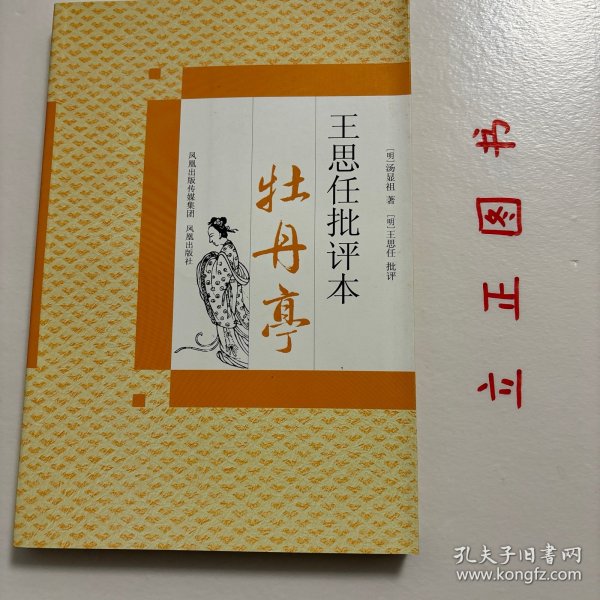 [明]汤显祖 著 [明]王思任 批评
王思任批评本
牡丹亭
凤凰出版传媒集团 凤凰出版社
立正图书
孔夫子旧书网
www.kongfz.com